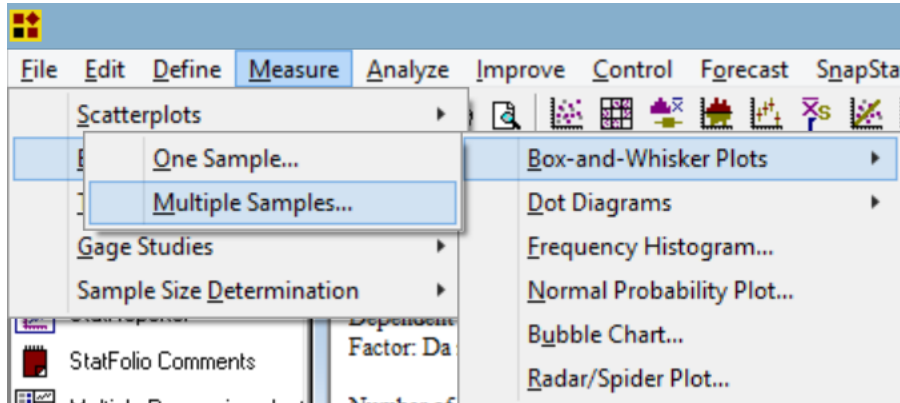 File Edit Define Measure Analyze Improve Control Forecast SnapSta
Scatterplots
One Sample...
Multiple Samples...
Gage Studies
Sample Size Determination
Box-and-Whisker Plots
Dot Diagrams
Frequency Histogram...
Normal Probability Plot...
Bubble Chart...
Radar/Spider Plot...
StatFolio Comments
Dependent
Factor: Da